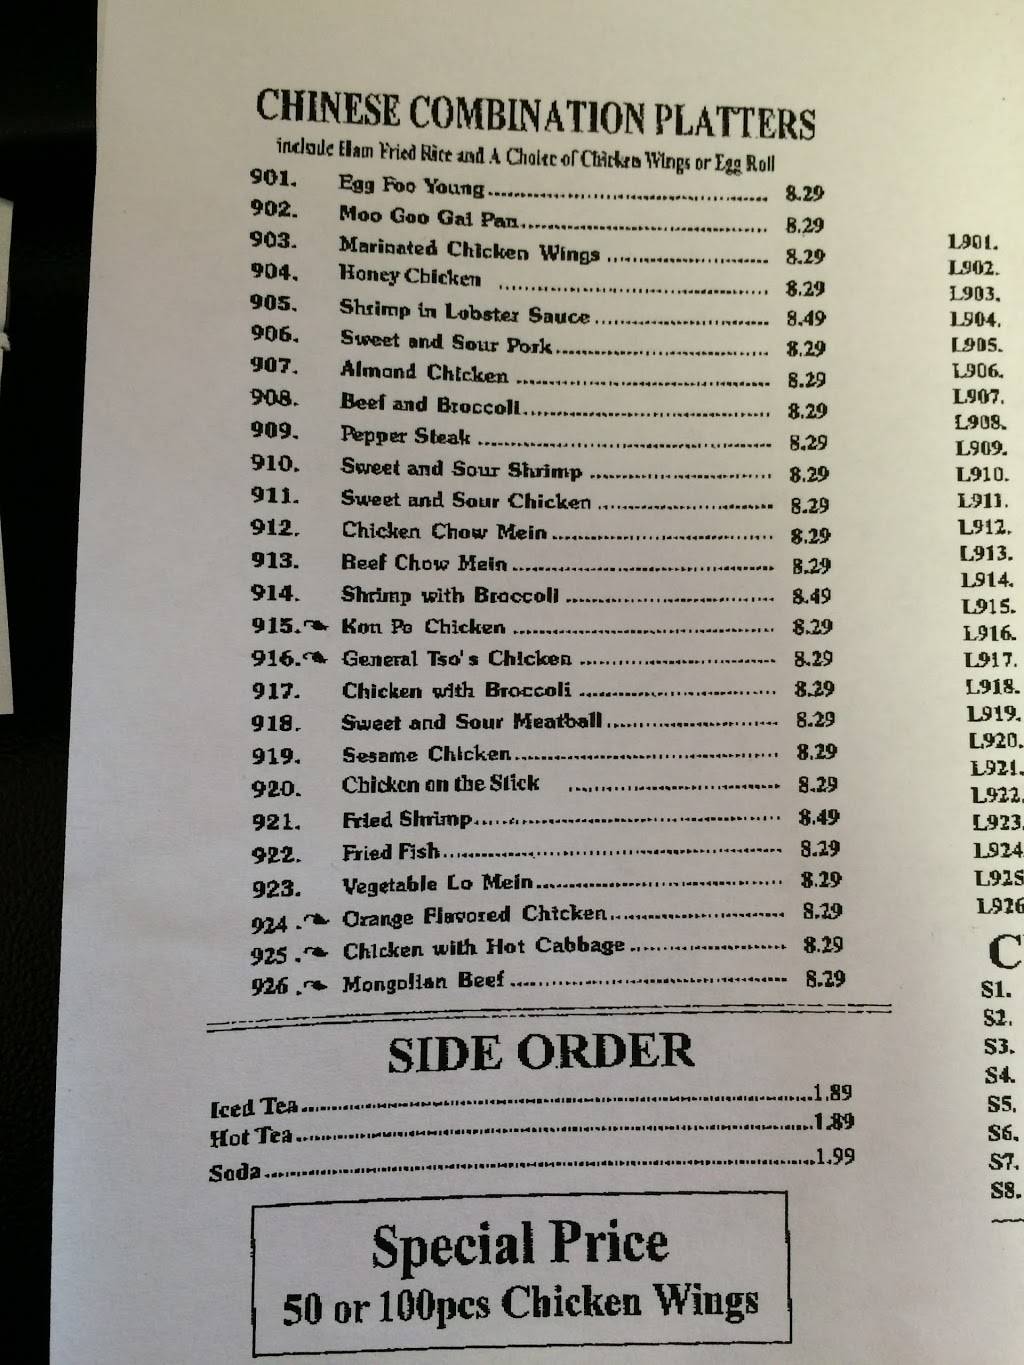 CHINESE COMBINATION PLATTERS
include Ham Fried Rice and A Choice of Chicken Wings or Egg Roll
901. Egg Foo Young 8.29
902. Moo Goo Gai Pan 8.29
903. Marinated Chicken Wings 8.29
904. Honey Chicken 8.29
905. Shrimp in Lobster Sauce 8.49
906. Sweet and Sour Pork 8.29
907. Almond Chicken 8.29
908. Beef and Broccoli 8.29
909. Pepper Steak 8.29
910. Sweet and Sour Shrimp 8.29
911. Sweet and Sour Chicken 8.29
912. Chicken Chow Mein 8.29
913. Beef Chow Mein 8.29
914. Shrimp with Broccoli 8.49
915. Kon Po Chicken 8.29
916. General Tso's Chicken 8.29
917. Chicken with Broccoli 8.29
918. Sweet and Sour Meatball 8.29
919. Sesame Chicken 8.29
920. Chicken on the Stick 8.29
921. Fried Shrimp 8.49
922. Fried Fish 8.29
923. Vegetable Lo Mein 8.29
924. Orange Flavored Chicken 8.29
925. Chicken with Hot Cabbage 8.29
926. Mongolian Beef 8.29
SIDE ORDER
Iced Tea 1.89
Hot Tea 1.89
Soda 1.99
Special Price
50 or 100pcs Chicken Wings
L901.
L902.
L903.
L904.
L905.
L906.
L907.
L908.
L909.
L910.
L911.
L912.
L913.
L914.
L915.
L916.
L917.
L918.
L919.
L920.
L921.
L922.
L923.
L924
L925
L926
S1.
S2.
S3.
S4.
S5.
S6.
S7.
S8.